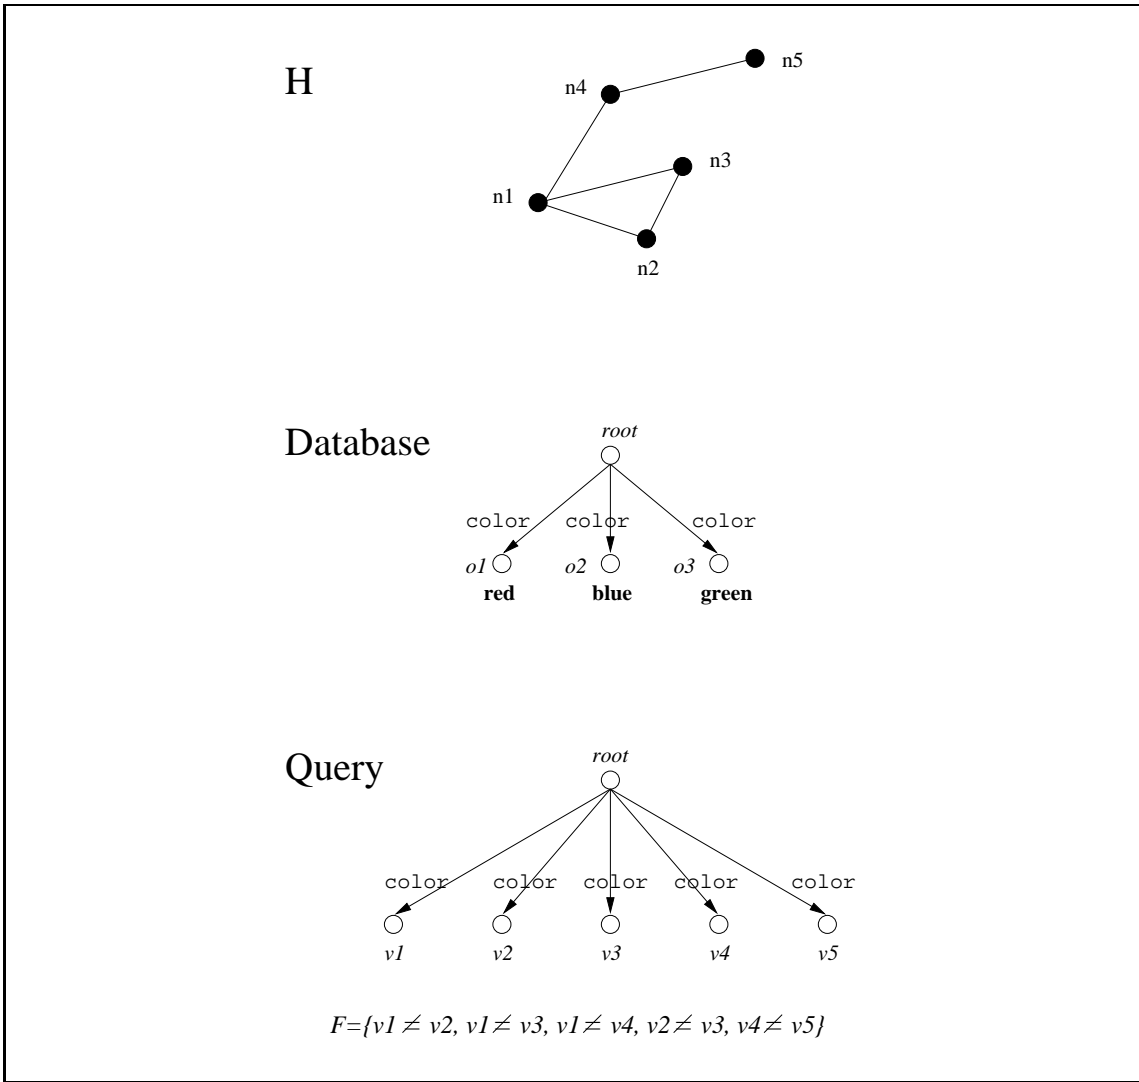 H
n5
n4
n3
n1
n2
Database
root
color color color
o1 o2 o3
red blue green
Query
root
color color color color color
v1 v2 v3 v4 v5
F={v1 ≠ v2, v1 ≠ v3, v1 ≠ v4, v2 ≠ v3, v4 ≠ v5}